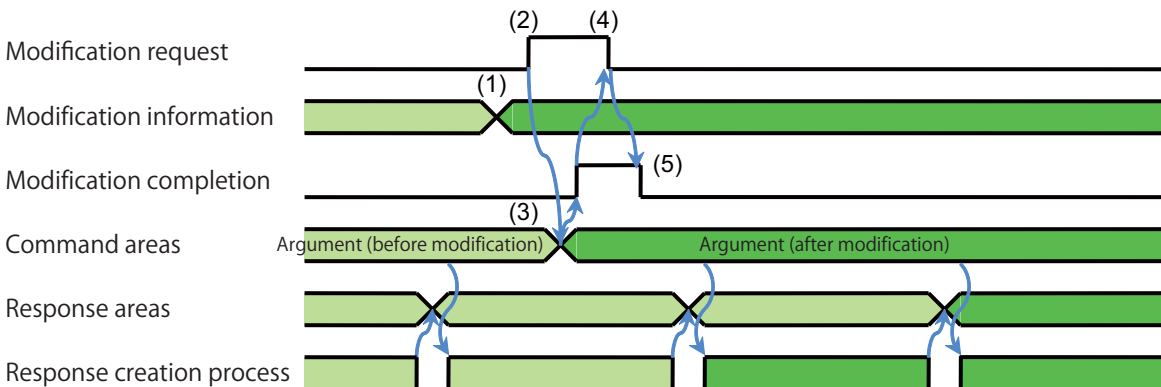 (2)
(4)
Modification request
(1)
Modification information
(5)
Modification completion
(3)
Command areas
Argument (before modification)
Argument (after modification)
Response areas
Response creation process